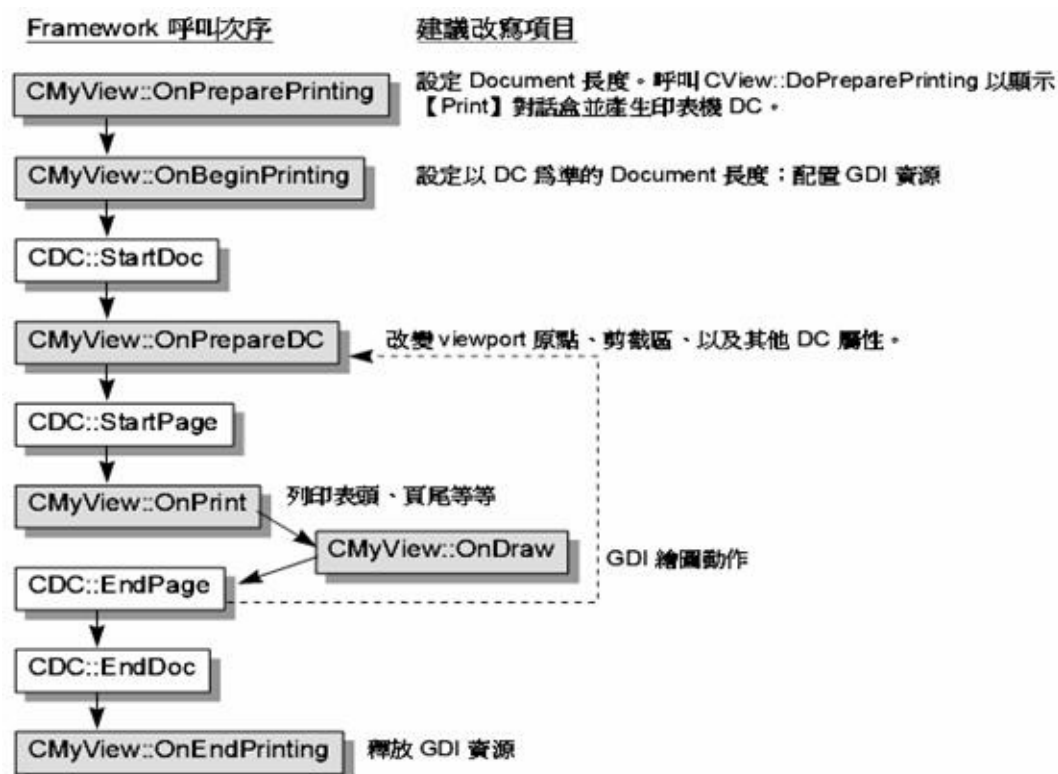 Framework 呼叫次序
建議改寫項目
CMyView::OnPreparePrinting
設定 Document 長度。呼叫 CView::DoPreparePrinting 以顯示
【Print】對話盒並產生印表機 DC。
CMyView::OnBeginPrinting
設定以 DC 爲準的 Document 長度；配置 GDI 資源
CDC::StartDoc
CMyView::OnPrepareDC
改變 viewport 原點、剪裁區、以及其他 DC 屬性。
CDC::StartPage
CMyView::OnPrint
列印表頭、頁尾等等
CMyView::OnDraw
GDI 繪圖動作
CDC::EndPage
CDC::EndDoc
CMyView::OnEndPrinting
釋放 GDI 資源